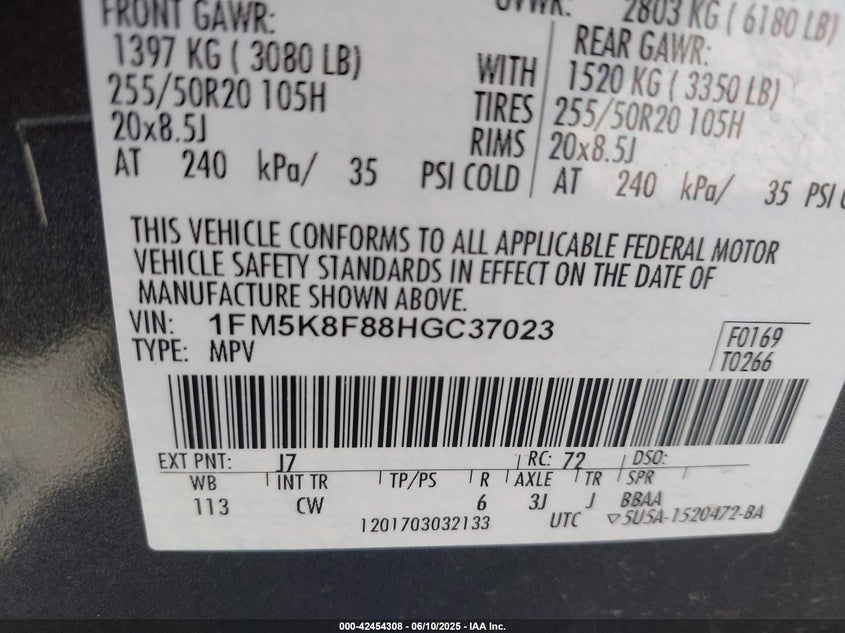 FRONT GAWR:
1397 KG ( 3080 LB)
255/50R20 105H
20x8.5J
AT 240 kPa/ 35 PSI COLD
WITH
TIRES
RIMS
2803 KG ( 6180 LB)
REAR GAWR:
1520 KG ( 3350 LB)
255/50R20 105H
20x8.5J
AT 240 kPa/ 35 PSI
THIS VEHICLE CONFORMS TO ALL APPLICABLE FEDERAL MOTOR
VEHICLE SAFETY STANDARDS IN EFFECT ON THE DATE OF
MANUFACTURE SHOWN ABOVE.
VIN: 1FM5K8F88HGC37023
TYPE: MPV
F0169
T0266
EXT PNT: J7 RC: 72 DSO:
WB INT TR TP/PS R AXLE TR SPR
113 CW 6 3J J BBAA
1201703032133 UTC ▽5U5A-1520472-BA
000-42454308 - 06/10/2025 - IAA Inc.